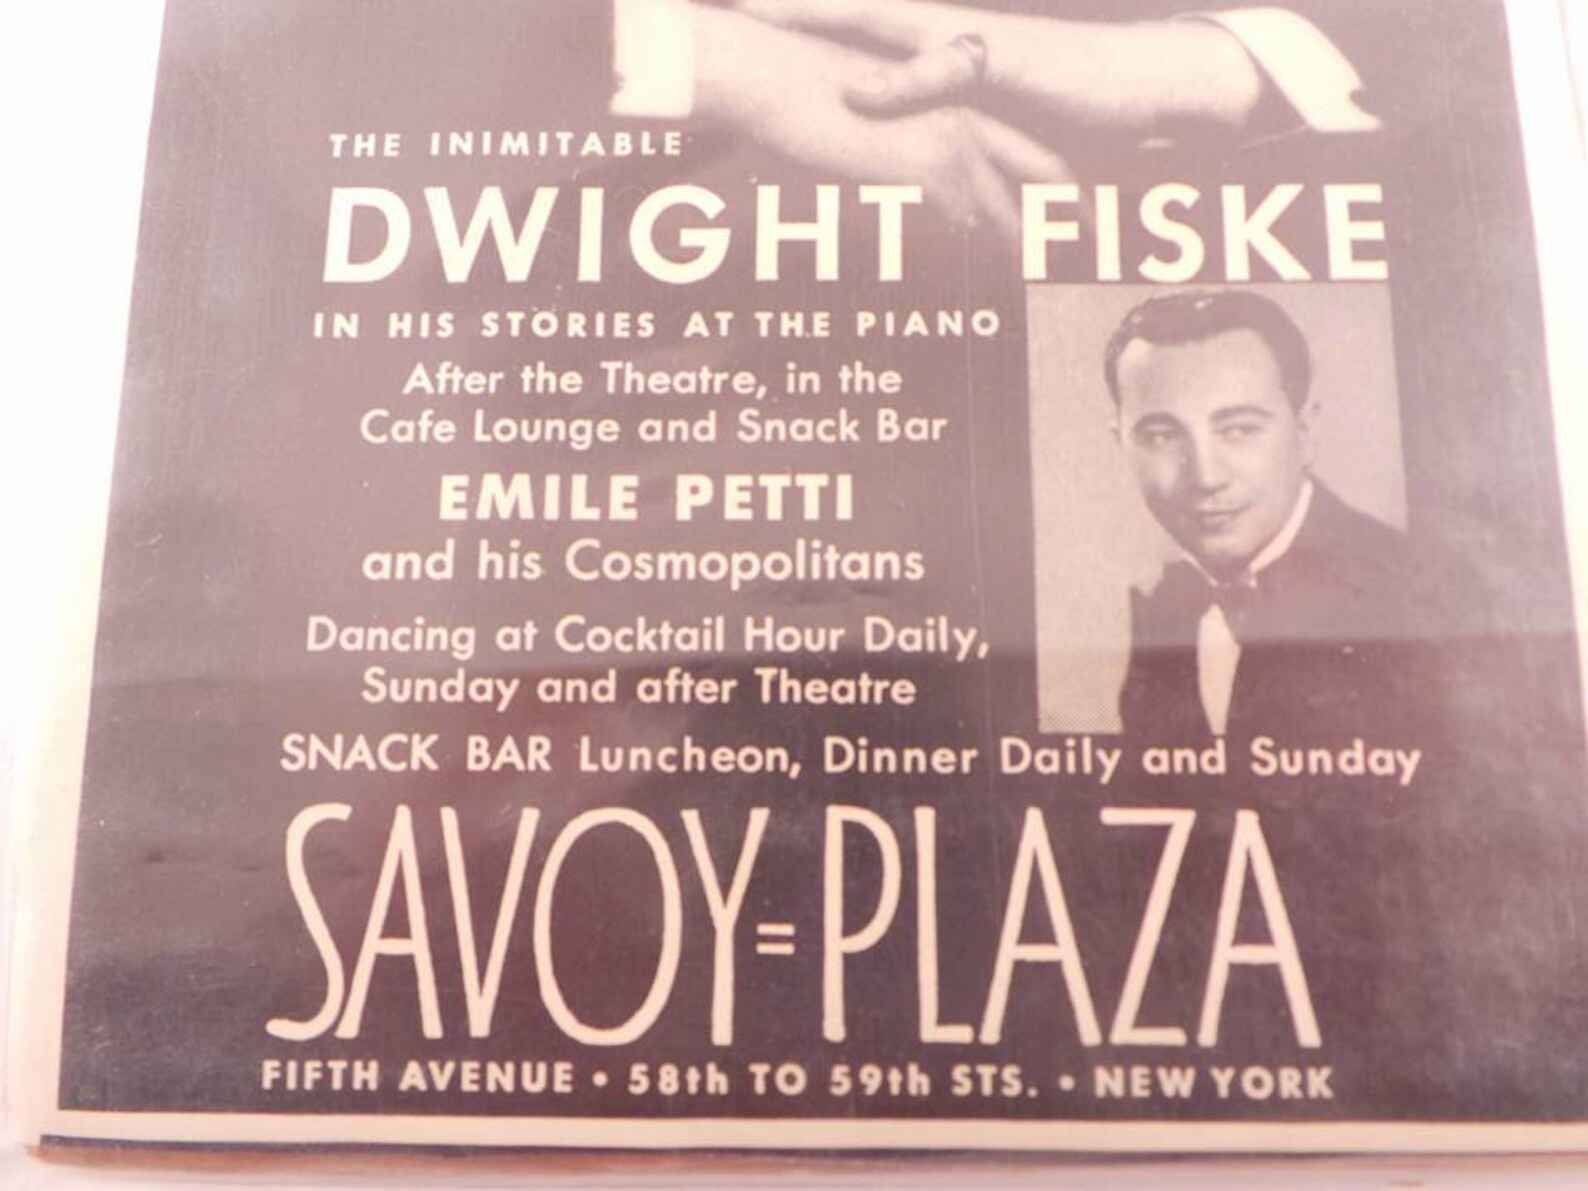 THE INIMITABLE
DWIGHT FISKE
IN HIS STORIES AT THE PIANO
After the Theatre, in the
Cafe Lounge and Snack Bar
EMILE PETTI
and his Cosmopolitans
Dancing at Cocktail Hour Daily,
Sunday and after Theatre
SNACK BAR Luncheon, Dinner Daily and Sunday
SAVOY=PLAZA
FIFTH AVENUE • 58th TO 59th STS. • NEW YORK